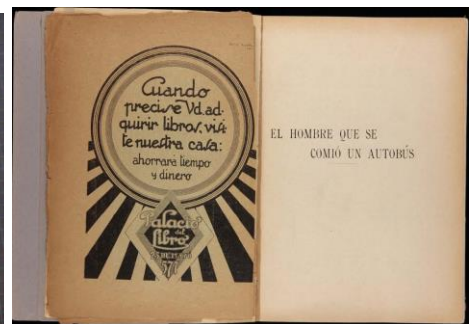 Cuando
precise Vd. ad-
quirir libros, visi
te nuestra casa:
ahorrará tiempo
y dinero
Palacio
del
Libro
EL HOMBRE QUE SE
COMIÓ UN AUTOBÚS